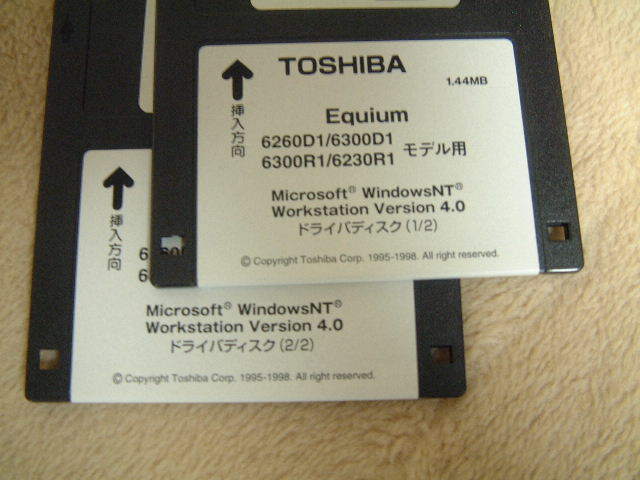 TOSHIBA
1.44MB
挿入方向
Equium
6260D1/6300D1
6300R1/6230R1 モデル用
Microsoft® WindowsNT®
Workstation Version 4.0
ドライバディスク(1/2)
© Copyright Toshiba Corp. 1995-1998. All right reserved.
挿入方向
Microsoft® WindowsNT®
Workstation Version 4.0
ドライバディスク(2/2)
© Copyright Toshiba Corp. 1995-1998. All right reserved.